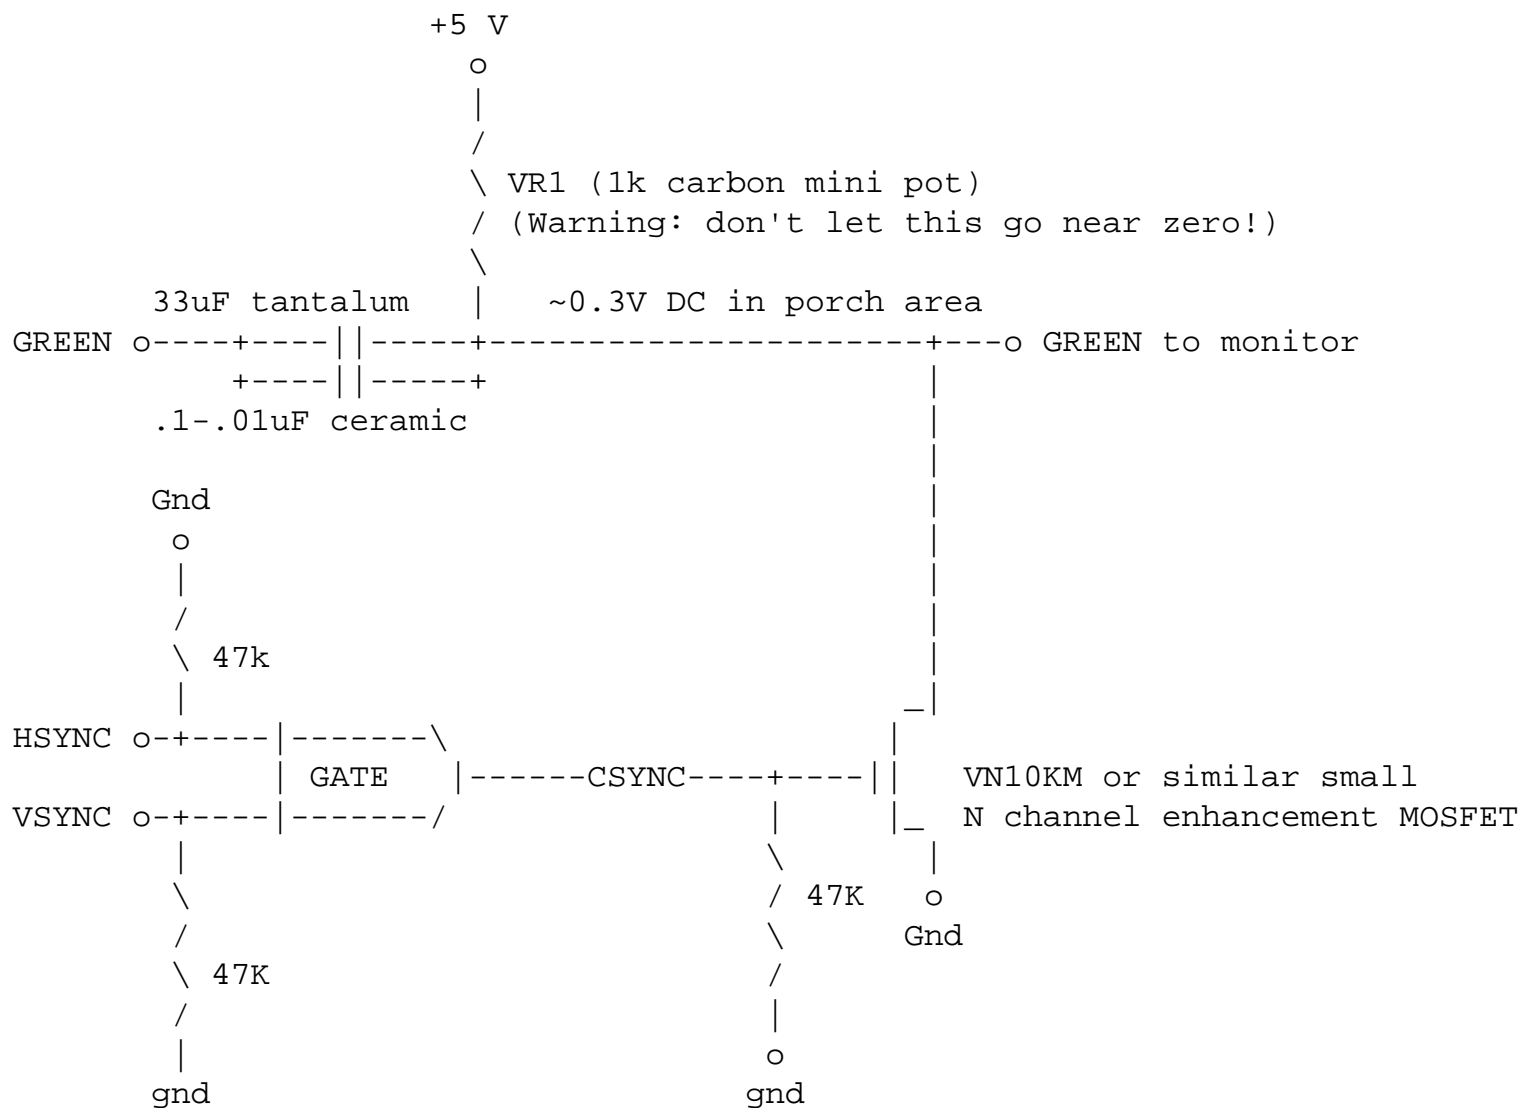 +5 V
o
|
/
\ VR1 (1k carbon mini pot)
/ (Warning: don't let this go near zero!)
\
33uF tantalum | ~0.3V DC in porch area
GREEN o----+----||-----+----------------------+---o GREEN to monitor
+----||-----+ |
.1-.01uF ceramic |
|
Gnd |
o |
| |
/ |
\ 47k |
| _|
HSYNC o-+----|-------\ |
| GATE |------CSYNC----+----|| VN10KM or similar small
VSYNC o-+----|-------/ | |_ N channel enhancement MOSFET
| \ |
\ / 47K o
/ \ Gnd
\ 47K /
/ |
| o
gnd gnd